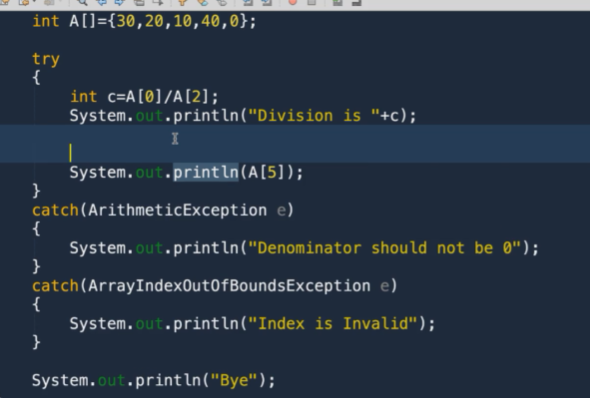 int A[]={30,20,10,40,0};
try
{
int c=A[0]/A[2];
System.out.println("Division is "+c);
System.out.println(A[5]);
}
catch(ArithmeticException e)
{
System.out.println("Denominator should not be 0");
}
catch(ArrayIndexOutOfBoundsException e)
{
System.out.println("Index is Invalid");
}
System.out.println("Bye");